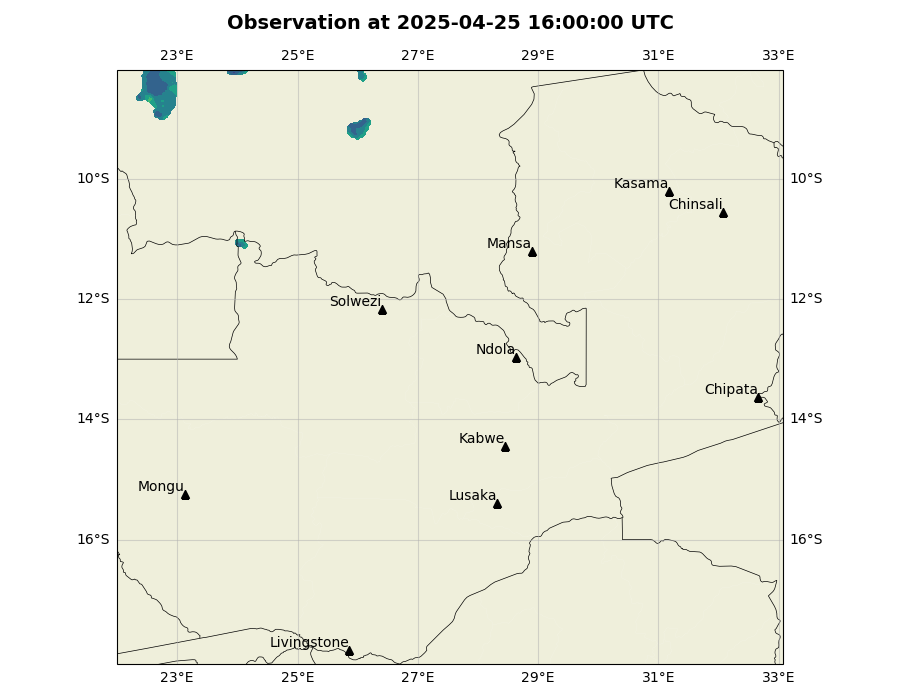 Observation at 2025-04-25 16:00:00 UTC
23°E 25°E 27°E 29°E 31°E 33°E
10°S 10°S
Kasama
Chinsali
Mansa
12°S 12°S
Solwezi
Ndola
Chipata
14°S 14°S
Kabwe
Mongu
Lusaka
16°S 16°S
Livingstone
23°E 25°E 27°E 29°E 31°E 33°E